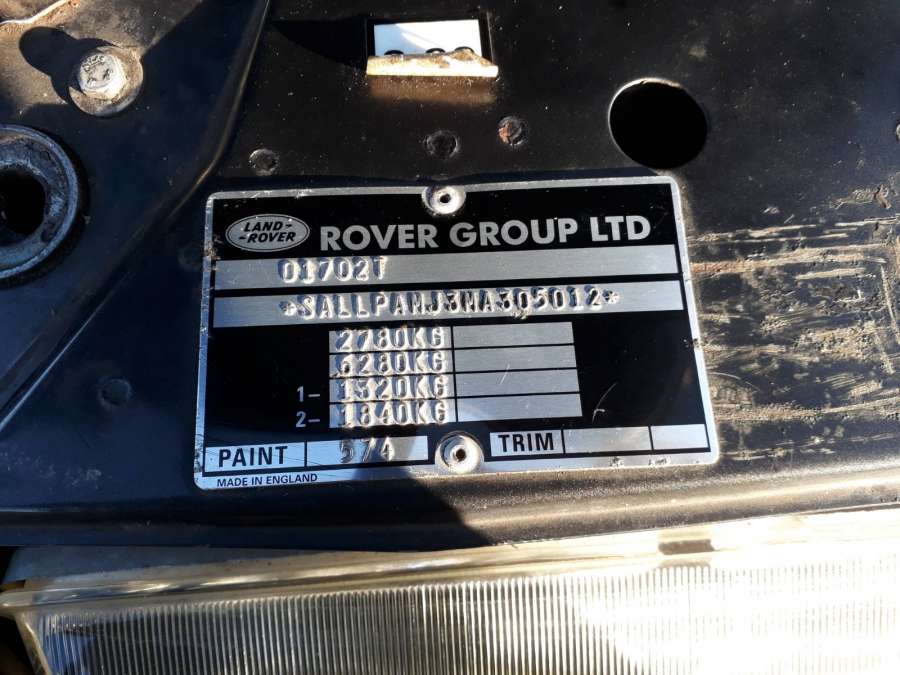 LAND-
-ROVER
ROVER GROUP LTD
01702T
*SALLPAMJ3MA305012*
2780KG
6280KG
1- 1320KG
2- 1840KG
PAINT 574 TRIM
MADE IN ENGLAND